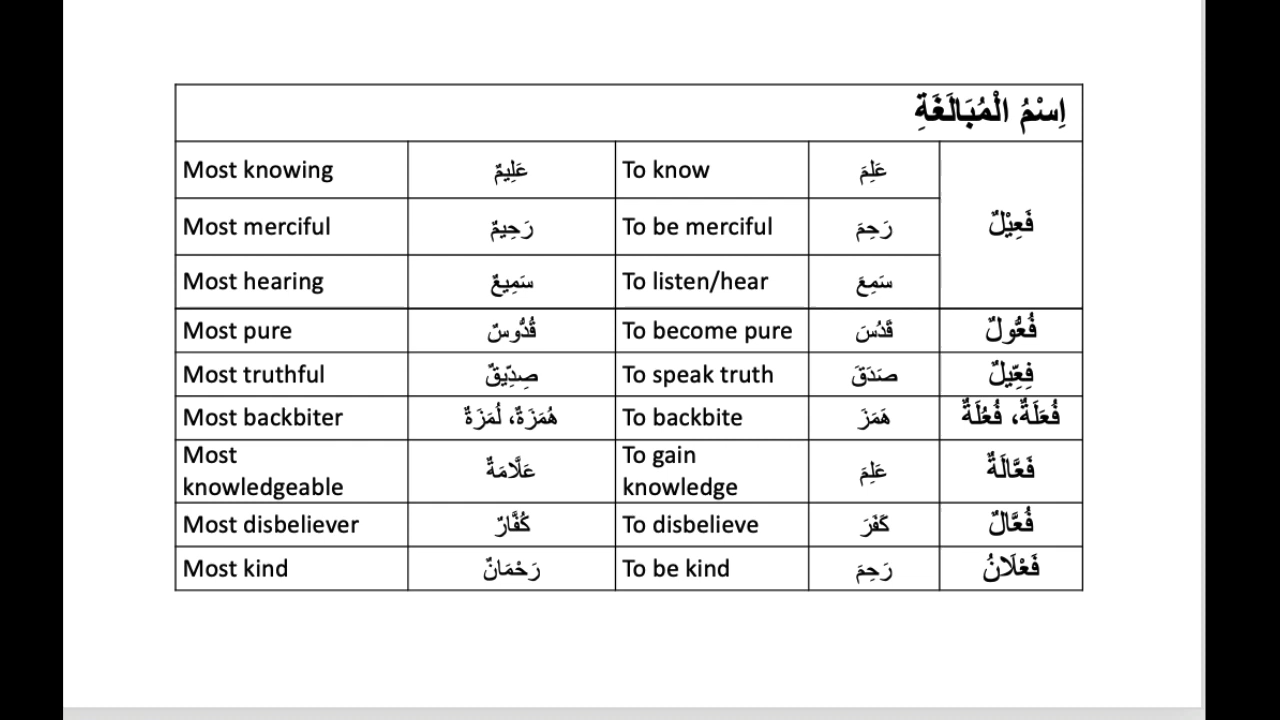 اِسْمُ الْمُبَالَغَةِ
Most knowing عَلِيمٌ To know عَلِمَ فَعِيْلٌ
Most merciful رَحِيمٌ To be merciful رَحِمَ
Most hearing سَمِيعٌ To listen/hear سَمِعَ
Most pure قُدُّوسٌ To become pure قَدُسَ فُعُّولٌ
Most truthful صِدِّيقٌ To speak truth صَدَقَ فِعِّيلٌ
Most backbiter هُمَزَةٌ، لُمَزَةٌ To backbite هَمَزَ فُعَلَةٌ، فُعُلَةٌ
Most
knowledgeable عَلَّامَةٌ To gain
knowledge عَلِمَ فَعَّالَةٌ
Most disbeliever كُفَّارٌ To disbelieve كَفَرَ فُعَّالٌ
Most kind رَحْمَانٌ To be kind رَحِمَ فَعْلَانُ